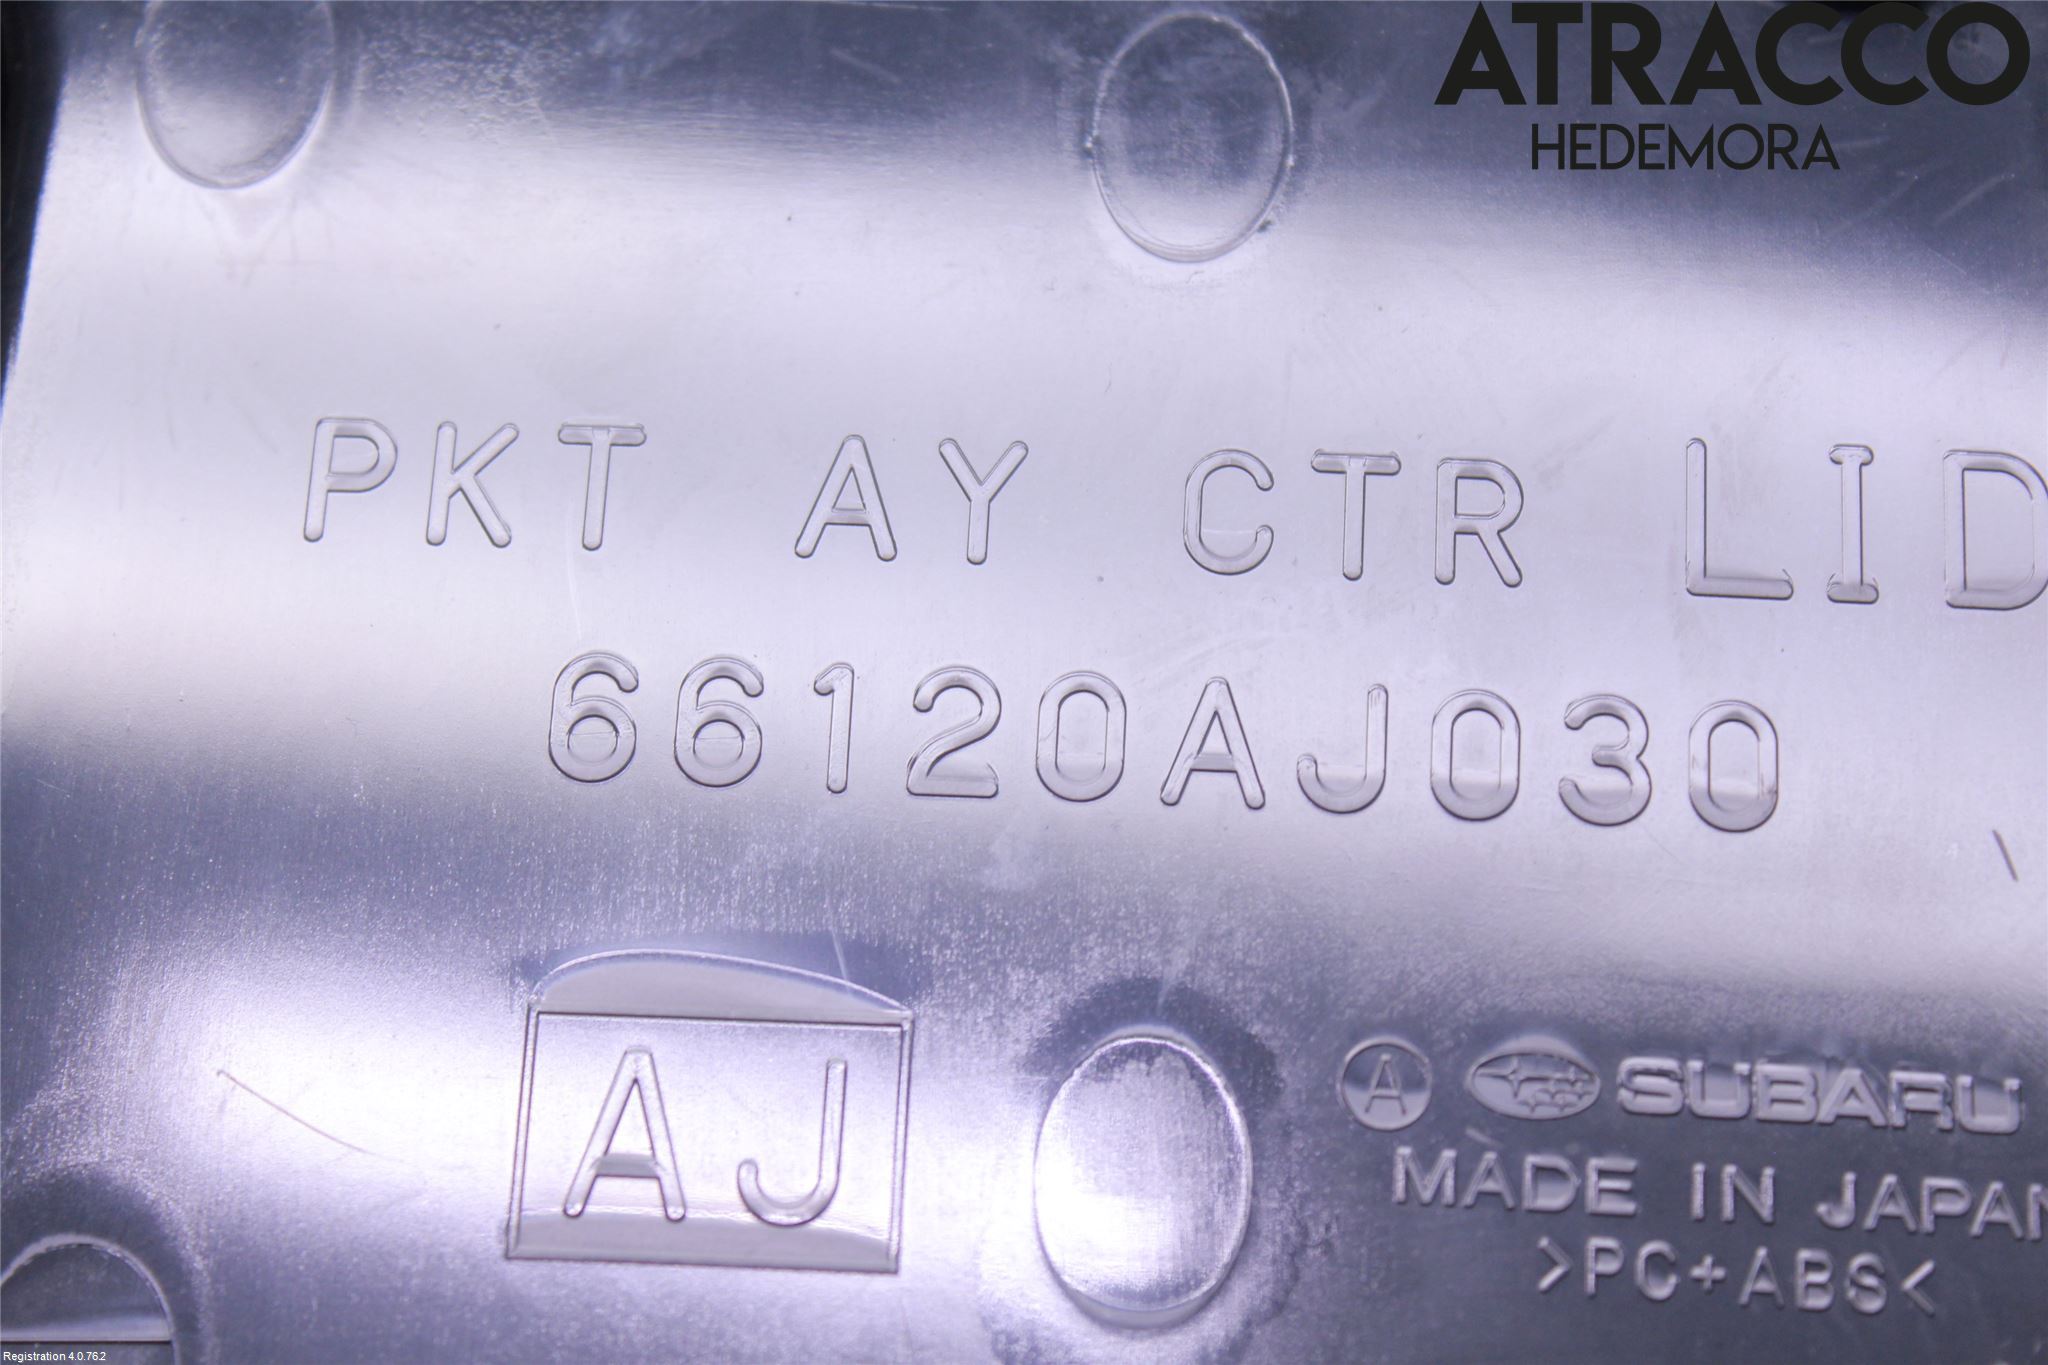 ATRACCO
HEDEMORA
PKT AY CTR LID
66120AJ030
AJ
A SUBARU
MADE IN JAPAN
>PC+ABS<
Registration 4.0.762